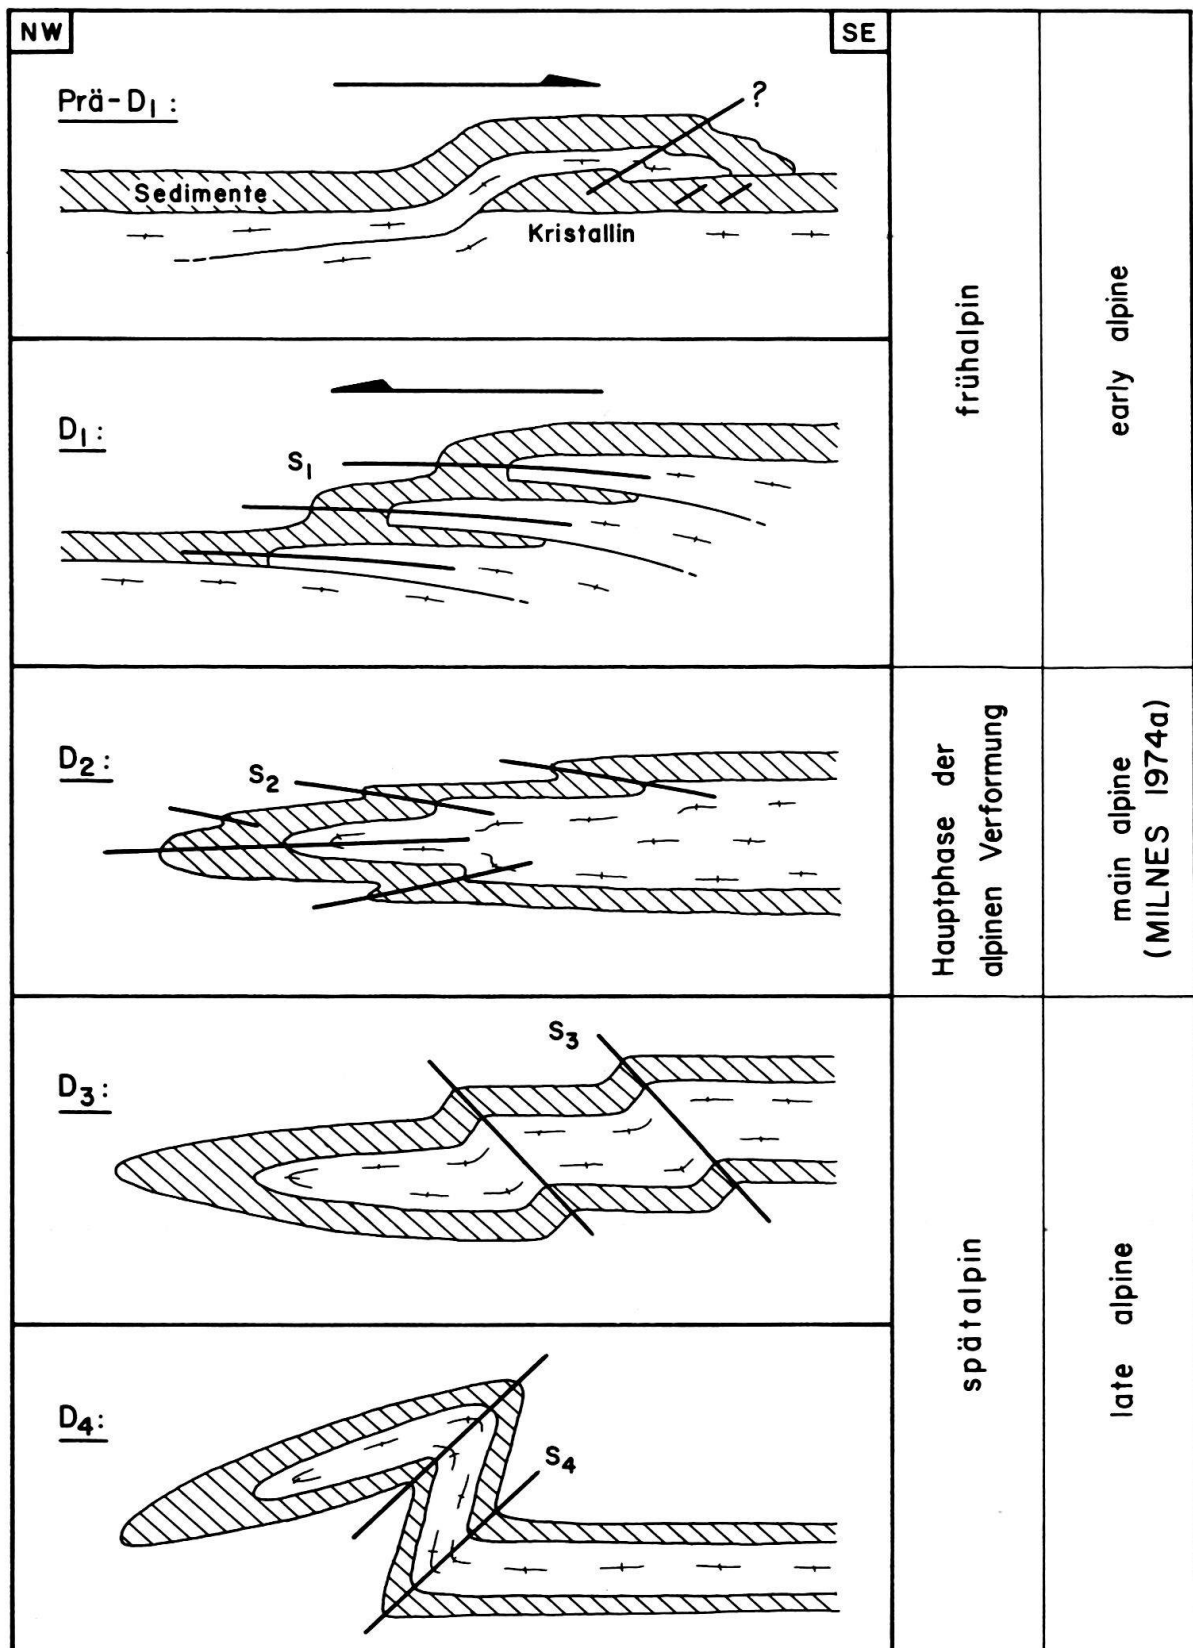 NW
SE
Prä-D₁:
?
Sedimente
Kristallin
D₁:
S₁
frühalpin
early alpine
D₂:
S₂
Hauptphase der
alpinen Verformung
main alpine
(MILNES 1974a)
D₃:
S₃
D₄:
S₄
spätalpin
late alpine